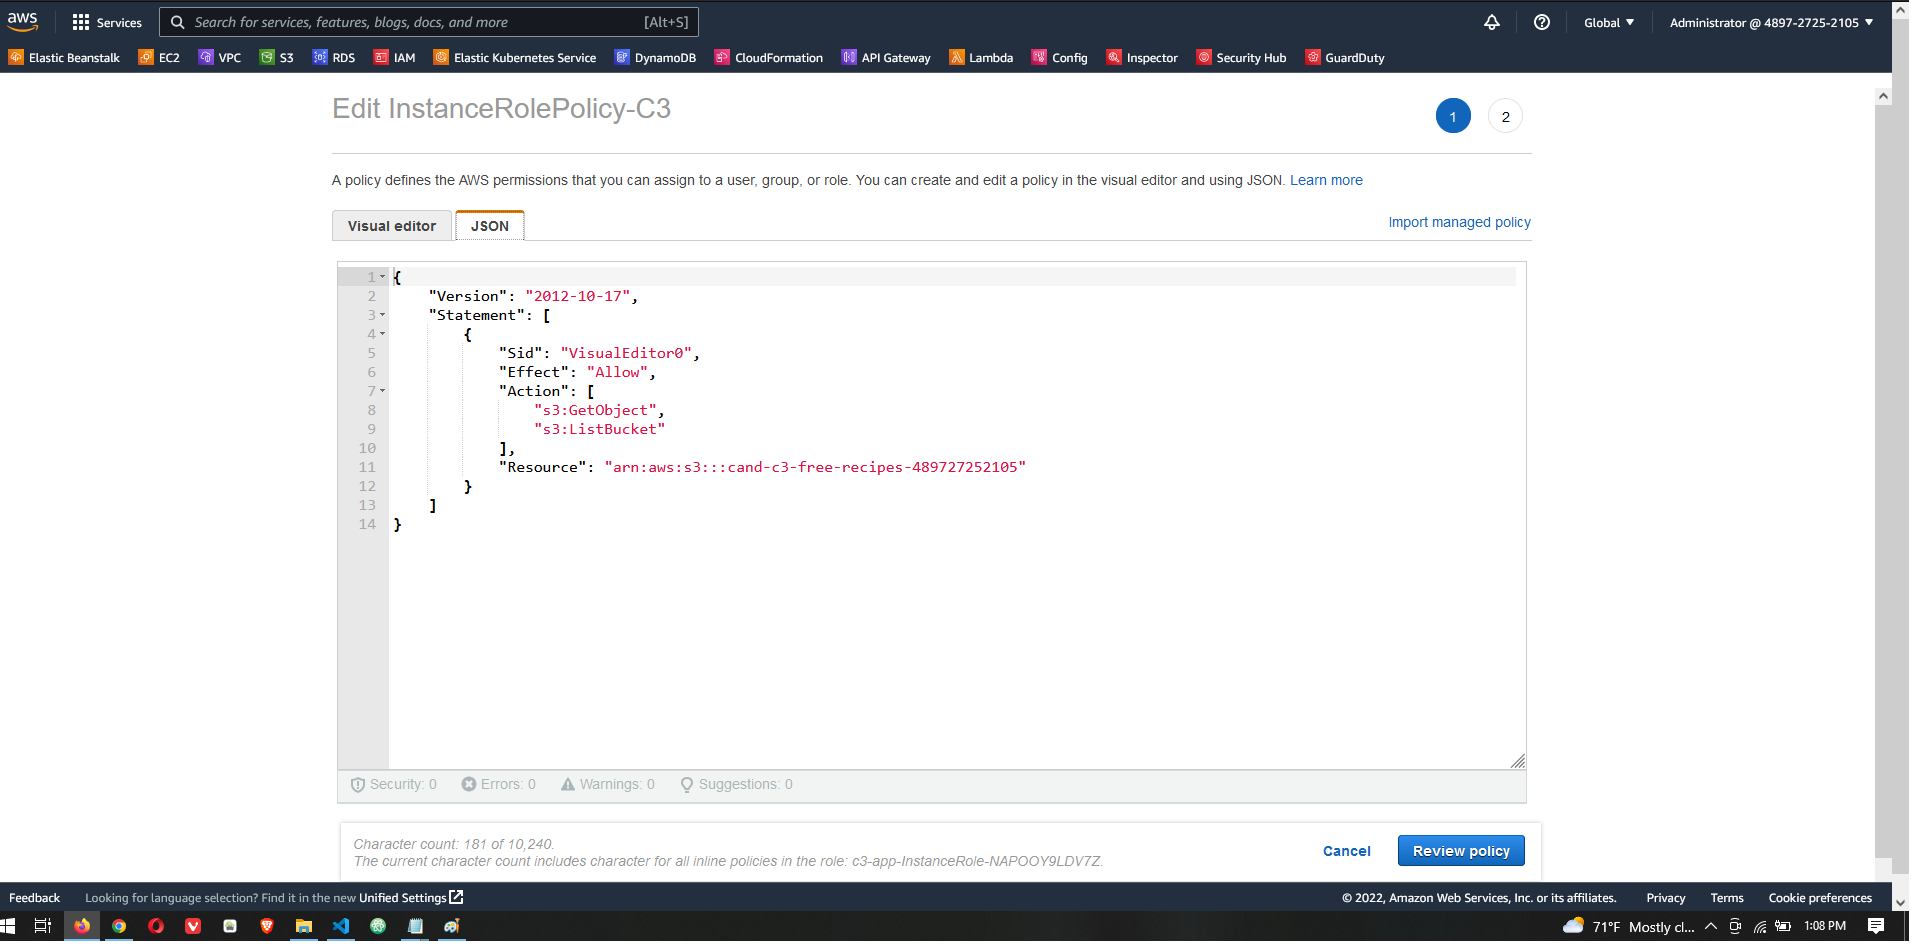 aws Services Search for services, features, blogs, docs, and more [Alt+S] Global Administrator @ 4897-2725-2105
Elastic Beanstalk EC2 VPC S3 RDS IAM Elastic Kubernetes Service DynamoDB CloudFormation API Gateway Lambda Config Inspector Security Hub GuardDuty
Edit InstanceRolePolicy-C3
1 2
A policy defines the AWS permissions that you can assign to a user, group, or role. You can create and edit a policy in the visual editor and using JSON. Learn more
Visual editor JSON Import managed policy
1 {
2 "Version": "2012-10-17",
3 "Statement": [
4 {
5 "Sid": "VisualEditor0",
6 "Effect": "Allow",
7 "Action": [
8 "s3:GetObject",
9 "s3:ListBucket"
10 ],
11 "Resource": "arn:aws:s3:::cand-c3-free-recipes-489727252105"
12 }
13 ]
14 }
Security: 0 Errors: 0 Warnings: 0 Suggestions: 0
Character count: 181 of 10,240.
The current character count includes character for all inline policies in the role: c3-app-InstanceRole-NAPOOY9LDV7Z.
Cancel Review policy
Feedback Looking for language selection? Find it in the new Unified Settings © 2022, Amazon Web Services, Inc. or its affiliates. Privacy Terms Cookie preferences
71°F Mostly cl... 1:08 PM